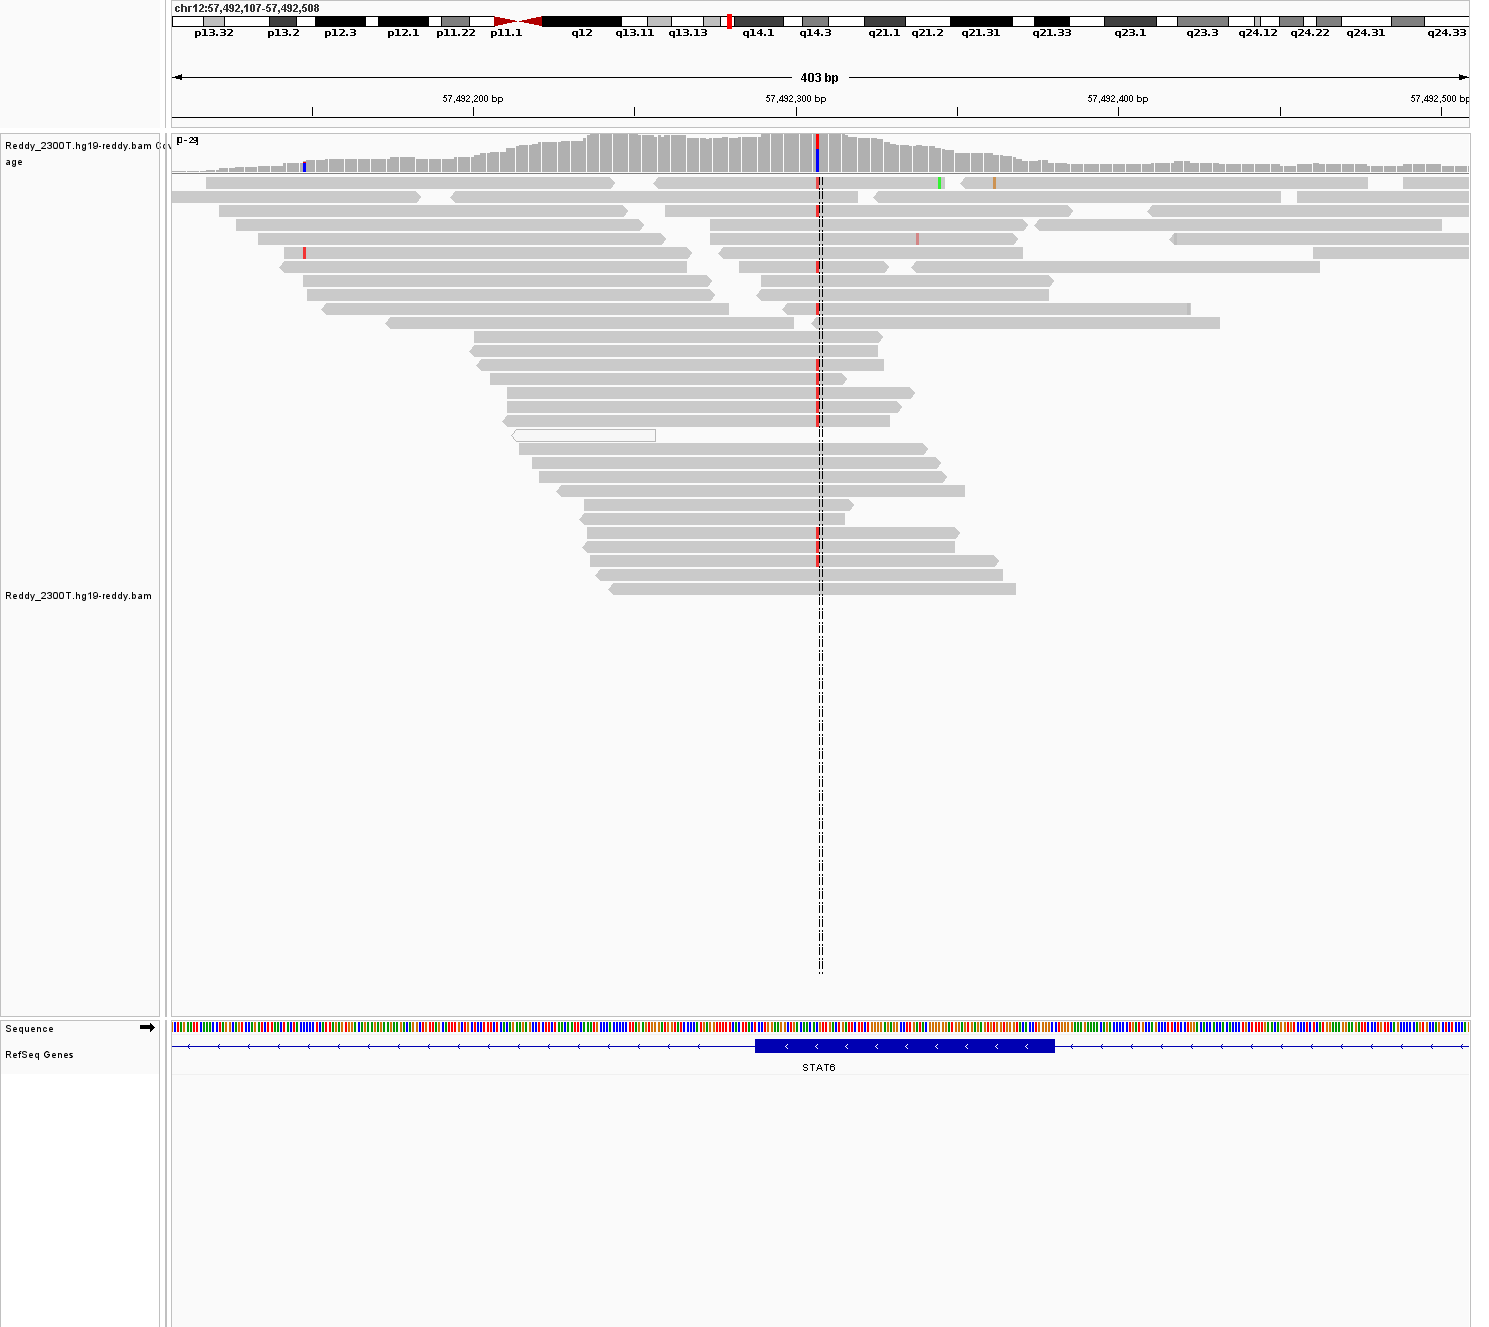 chr12:57,492,107-57,492,508
p13.32 p13.2 p12.3 p12.1 p11.22 p11.1 q12 q13.11 q13.13 q14.1 q14.3 q21.1 q21.2 q21.31 q21.33 q23.1 q23.3 q24.12 q24.22 q24.31 q24.33
403 bp
57,492,200 bp 57,492,300 bp 57,492,400 bp 57,492,500 bp
Reddy_2300T.hg19-reddy.bam Cov
age
[0 - 29]
Reddy_2300T.hg19-reddy.bam
Sequence
RefSeq Genes
STAT6